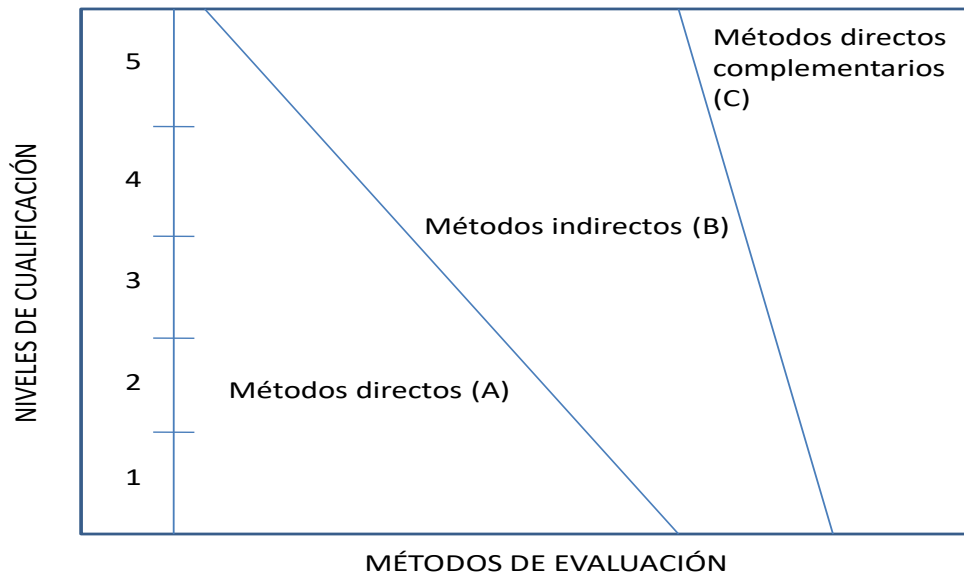 NIVELES DE CUALIFICACIÓN
5
4
3
2
1
Métodos directos
complementarios
(C)
Métodos indirectos (B)
Métodos directos (A)
MÉTODOS DE EVALUACIÓN